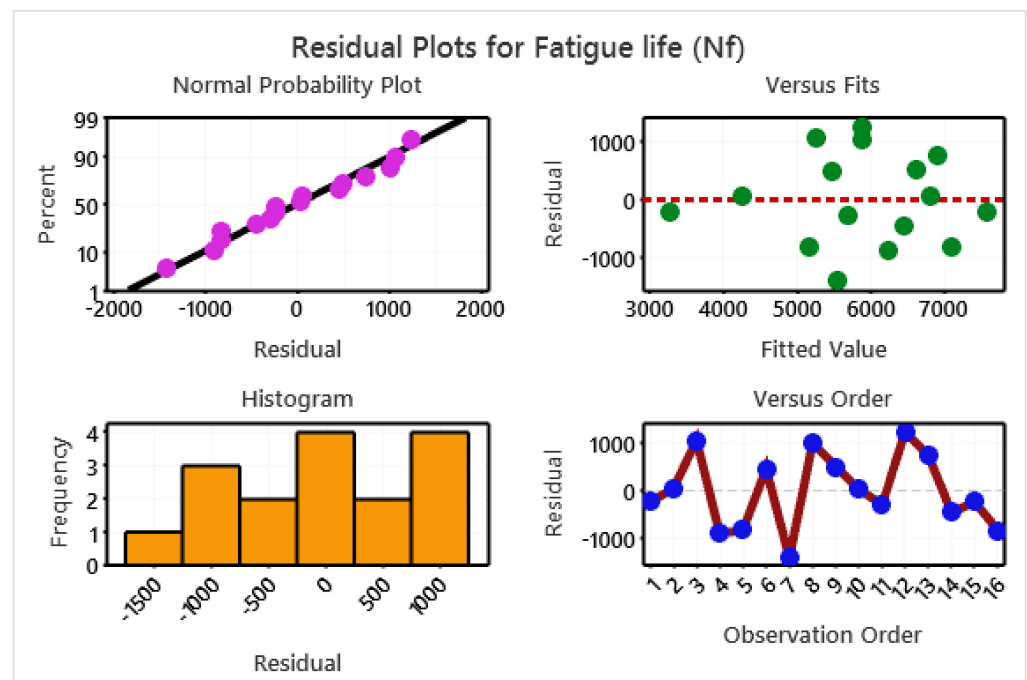 Residual Plots for Fatigue life (Nf)
Normal Probability Plot
99
90
50
10
1
Percent
-2000 -1000 0 1000 2000
Residual
Versus Fits
1000
0
-1000
Residual
3000 4000 5000 6000 7000
Fitted Value
Histogram
4
3
2
1
0
Frequency
-1500 -1000 -500 0 500 1000
Residual
Versus Order
1000
0
-1000
Residual
1 2 3 4 5 6 7 8 9 10 11 12 13 14 15 16
Observation Order